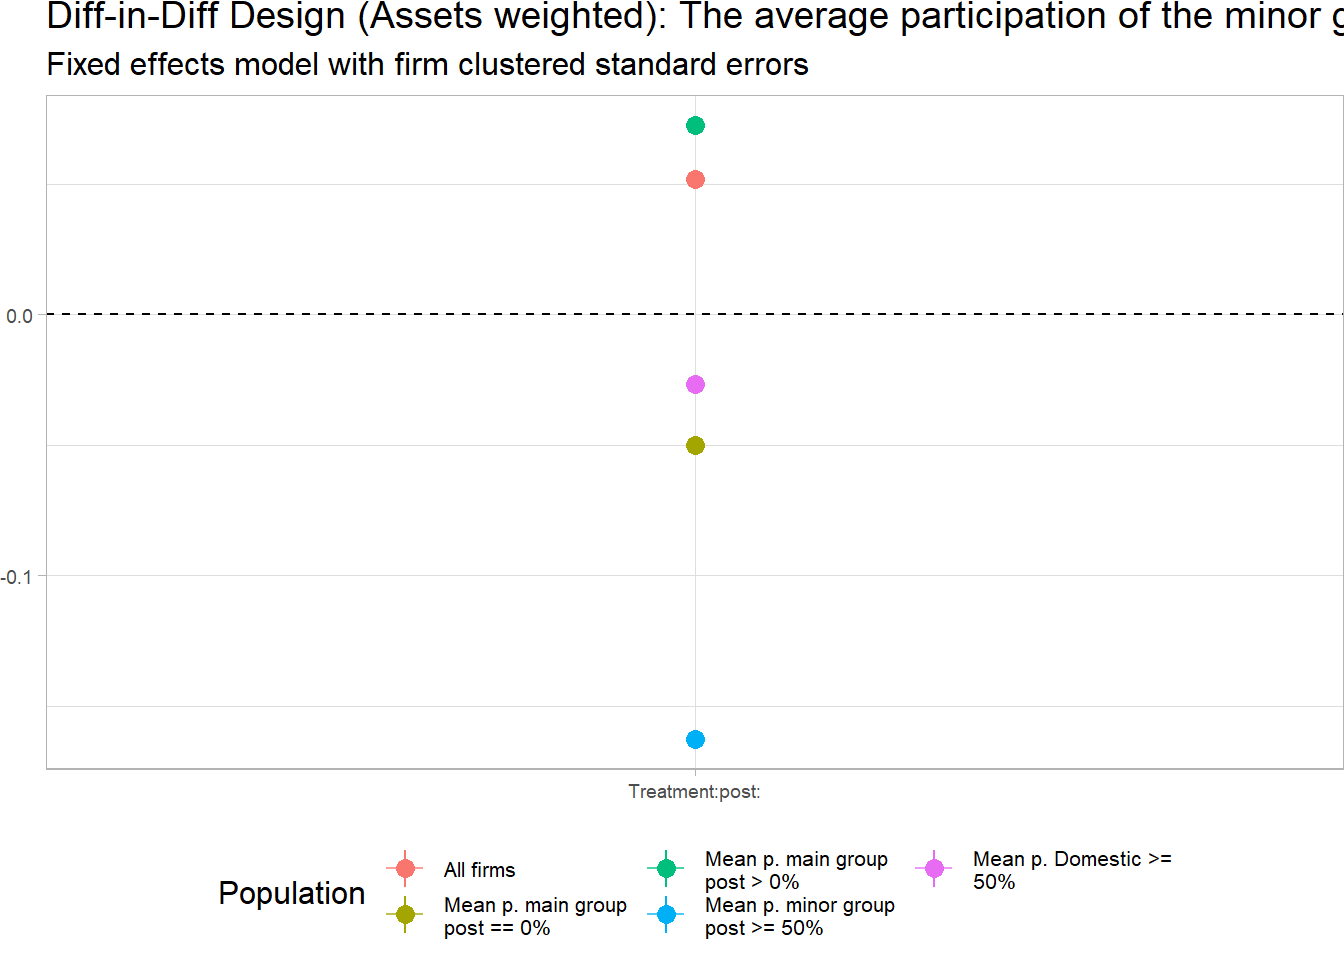 Diff-in-Diff Design (Assets weighted): The average participation of the minor
Fixed effects model with firm clustered standard errors
0.0
-0.1
Treatment:post:
Population
All firms
Mean p. main group
post == 0%
Mean p. main group
post > 0%
Mean p. minor group
post >= 50%
Mean p. Domestic >=
50%